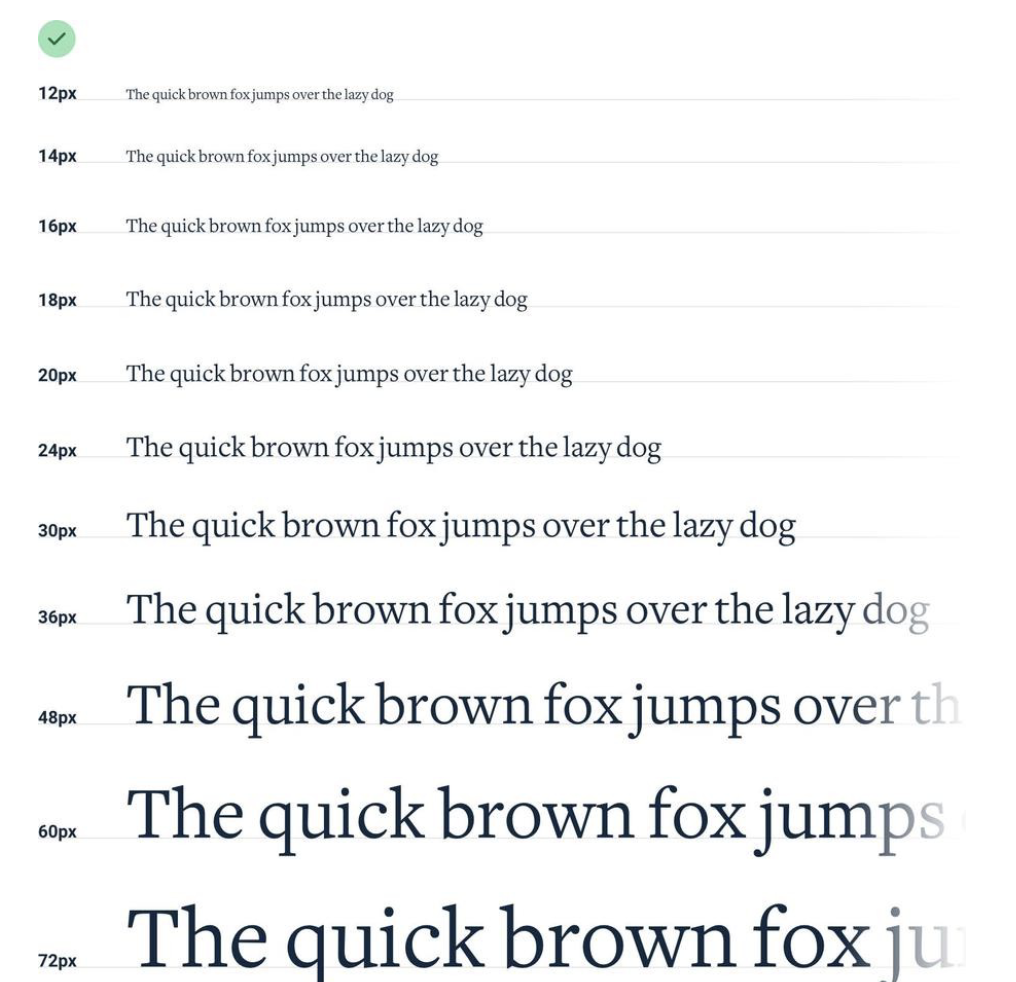 12px The quick brown fox jumps over the lazy dog
14px The quick brown fox jumps over the lazy dog
16px The quick brown fox jumps over the lazy dog
18px The quick brown fox jumps over the lazy dog
20px The quick brown fox jumps over the lazy dog
24px The quick brown fox jumps over the lazy dog
30px The quick brown fox jumps over the lazy dog
36px The quick brown fox jumps over the lazy dog
48px The quick brown fox jumps over th
60px The quick brown fox jumps
72px The quick brown fox ju